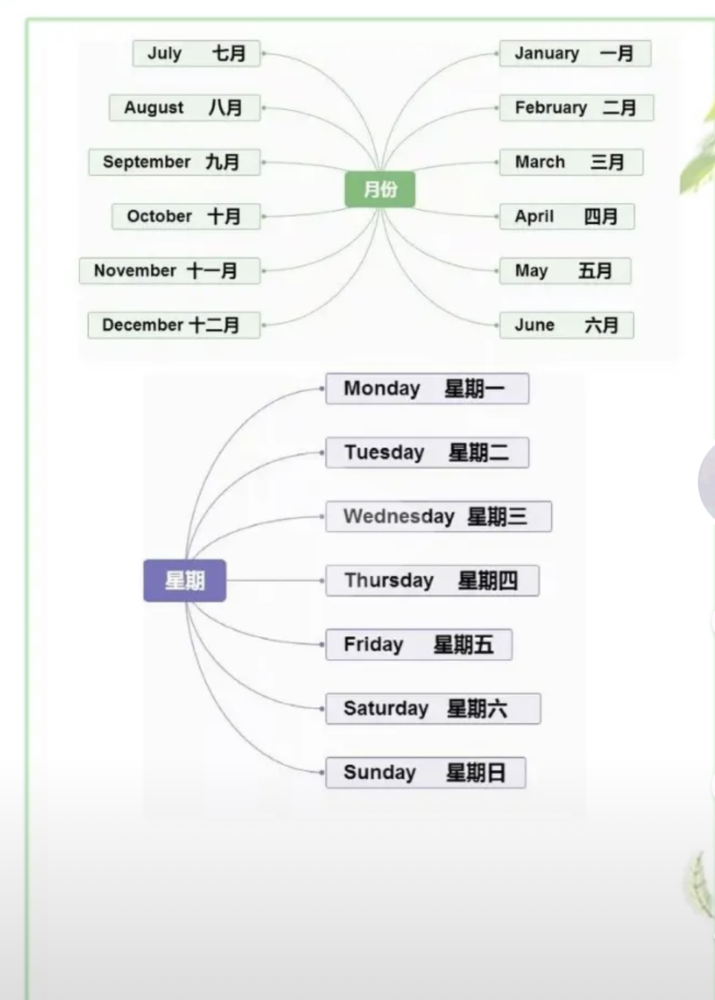 July 七月
August 八月
September 九月
October 十月
November 十一月
December 十二月
月份
January 一月
February 二月
March 三月
April 四月
May 五月
June 六月
星期
Monday 星期一
Tuesday 星期二
Wednesday 星期三
Thursday 星期四
Friday 星期五
Saturday 星期六
Sunday 星期日